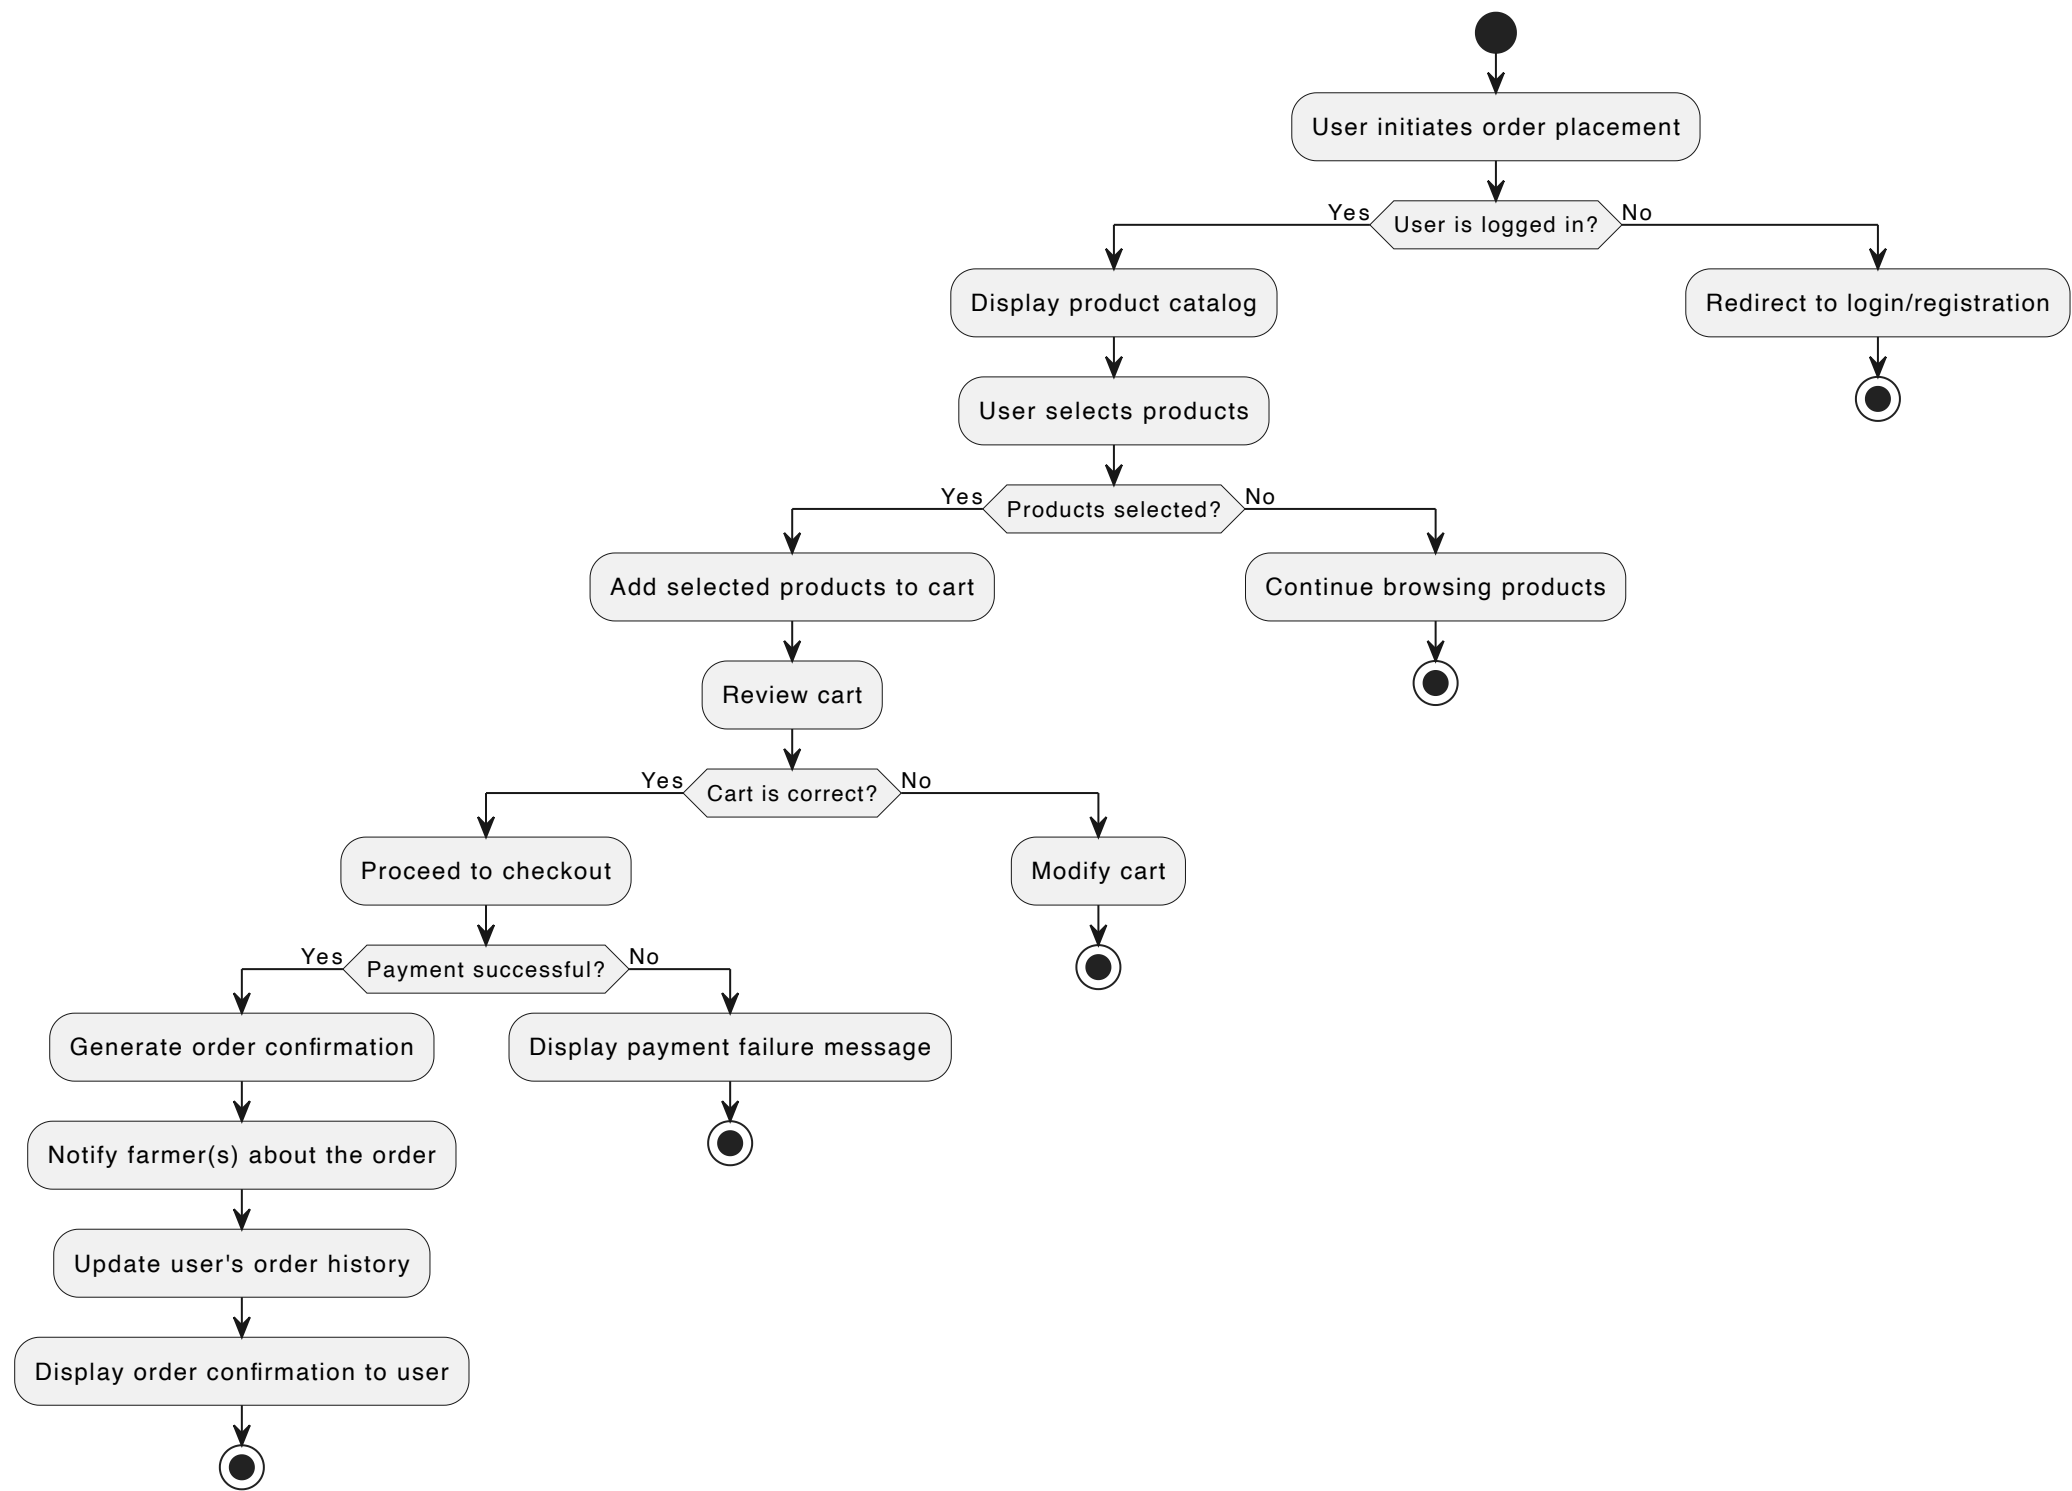 User initiates order placement
Yes
User is logged in?
No
Display product catalog
Redirect to login/registration
User selects products
Yes
Products selected?
No
Add selected products to cart
Continue browsing products
Review cart
Yes
Cart is correct?
No
Proceed to checkout
Modify cart
Yes
Payment successful?
No
Generate order confirmation
Display payment failure message
Notify farmer(s) about the order
Update user's order history
Display order confirmation to user